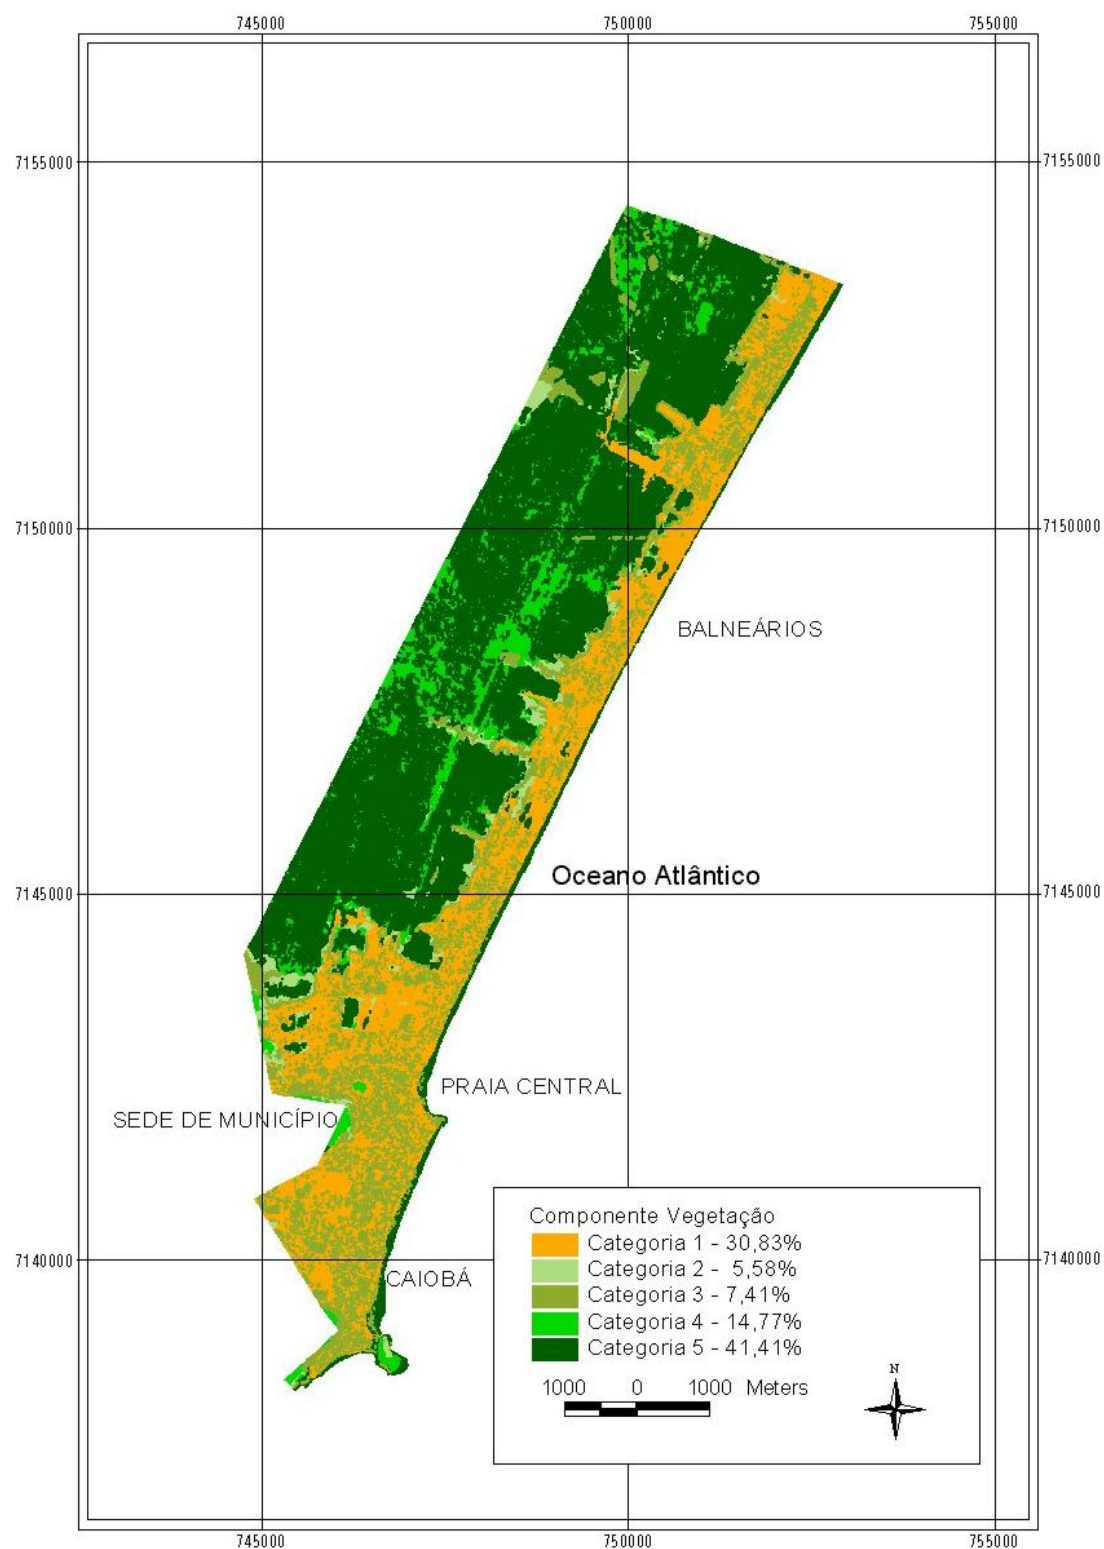 745000 750000 755000
7155000 7155000
7150000 7150000
BALNEÁRIOS
Oceano Atlântico
7145000 7145000
PRAIA CENTRAL
SEDE DE MUNICÍPIO
7140000 7140000
CAIOBÁ
Componente Vegetação
Categoria 1 - 30,83%
Categoria 2 - 5,58%
Categoria 3 - 7,41%
Categoria 4 - 14,77%
Categoria 5 - 41,41%
1000 0 1000 Meters
N
745000 750000 755000